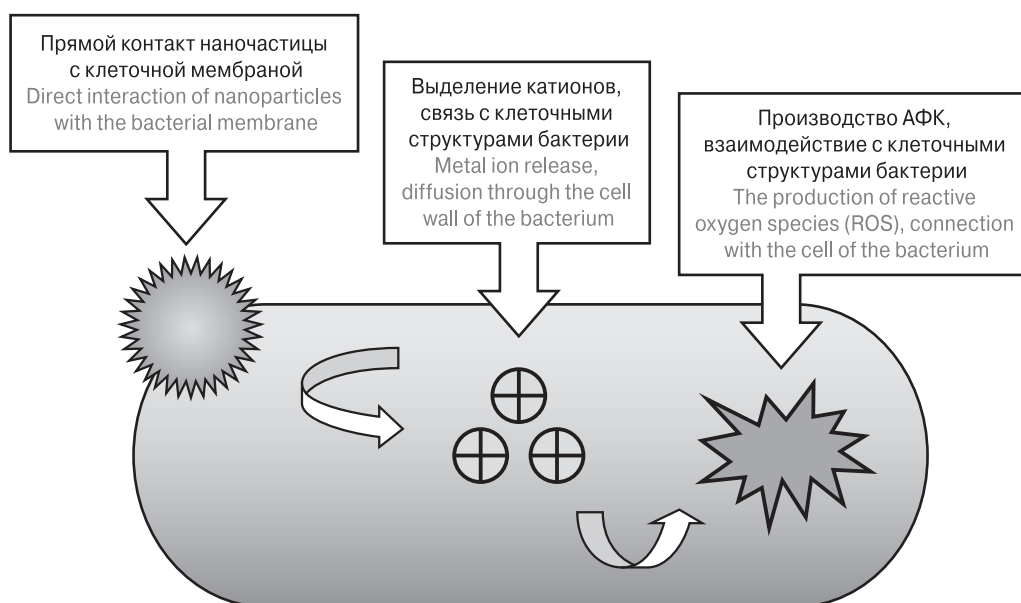 Прямой контакт наночастицы
с клеточной мембраной
Direct interaction of nanoparticles
with the bacterial membrane
Выделение катионов,
связь с клеточными
структурами бактерии
Metal ion release,
diffusion through the cell
wall of the bacterium
Производство АФК,
взаимодействие с клеточными
структурами бактерии
The production of reactive
oxygen species (ROS), connection
with the cell of the bacterium